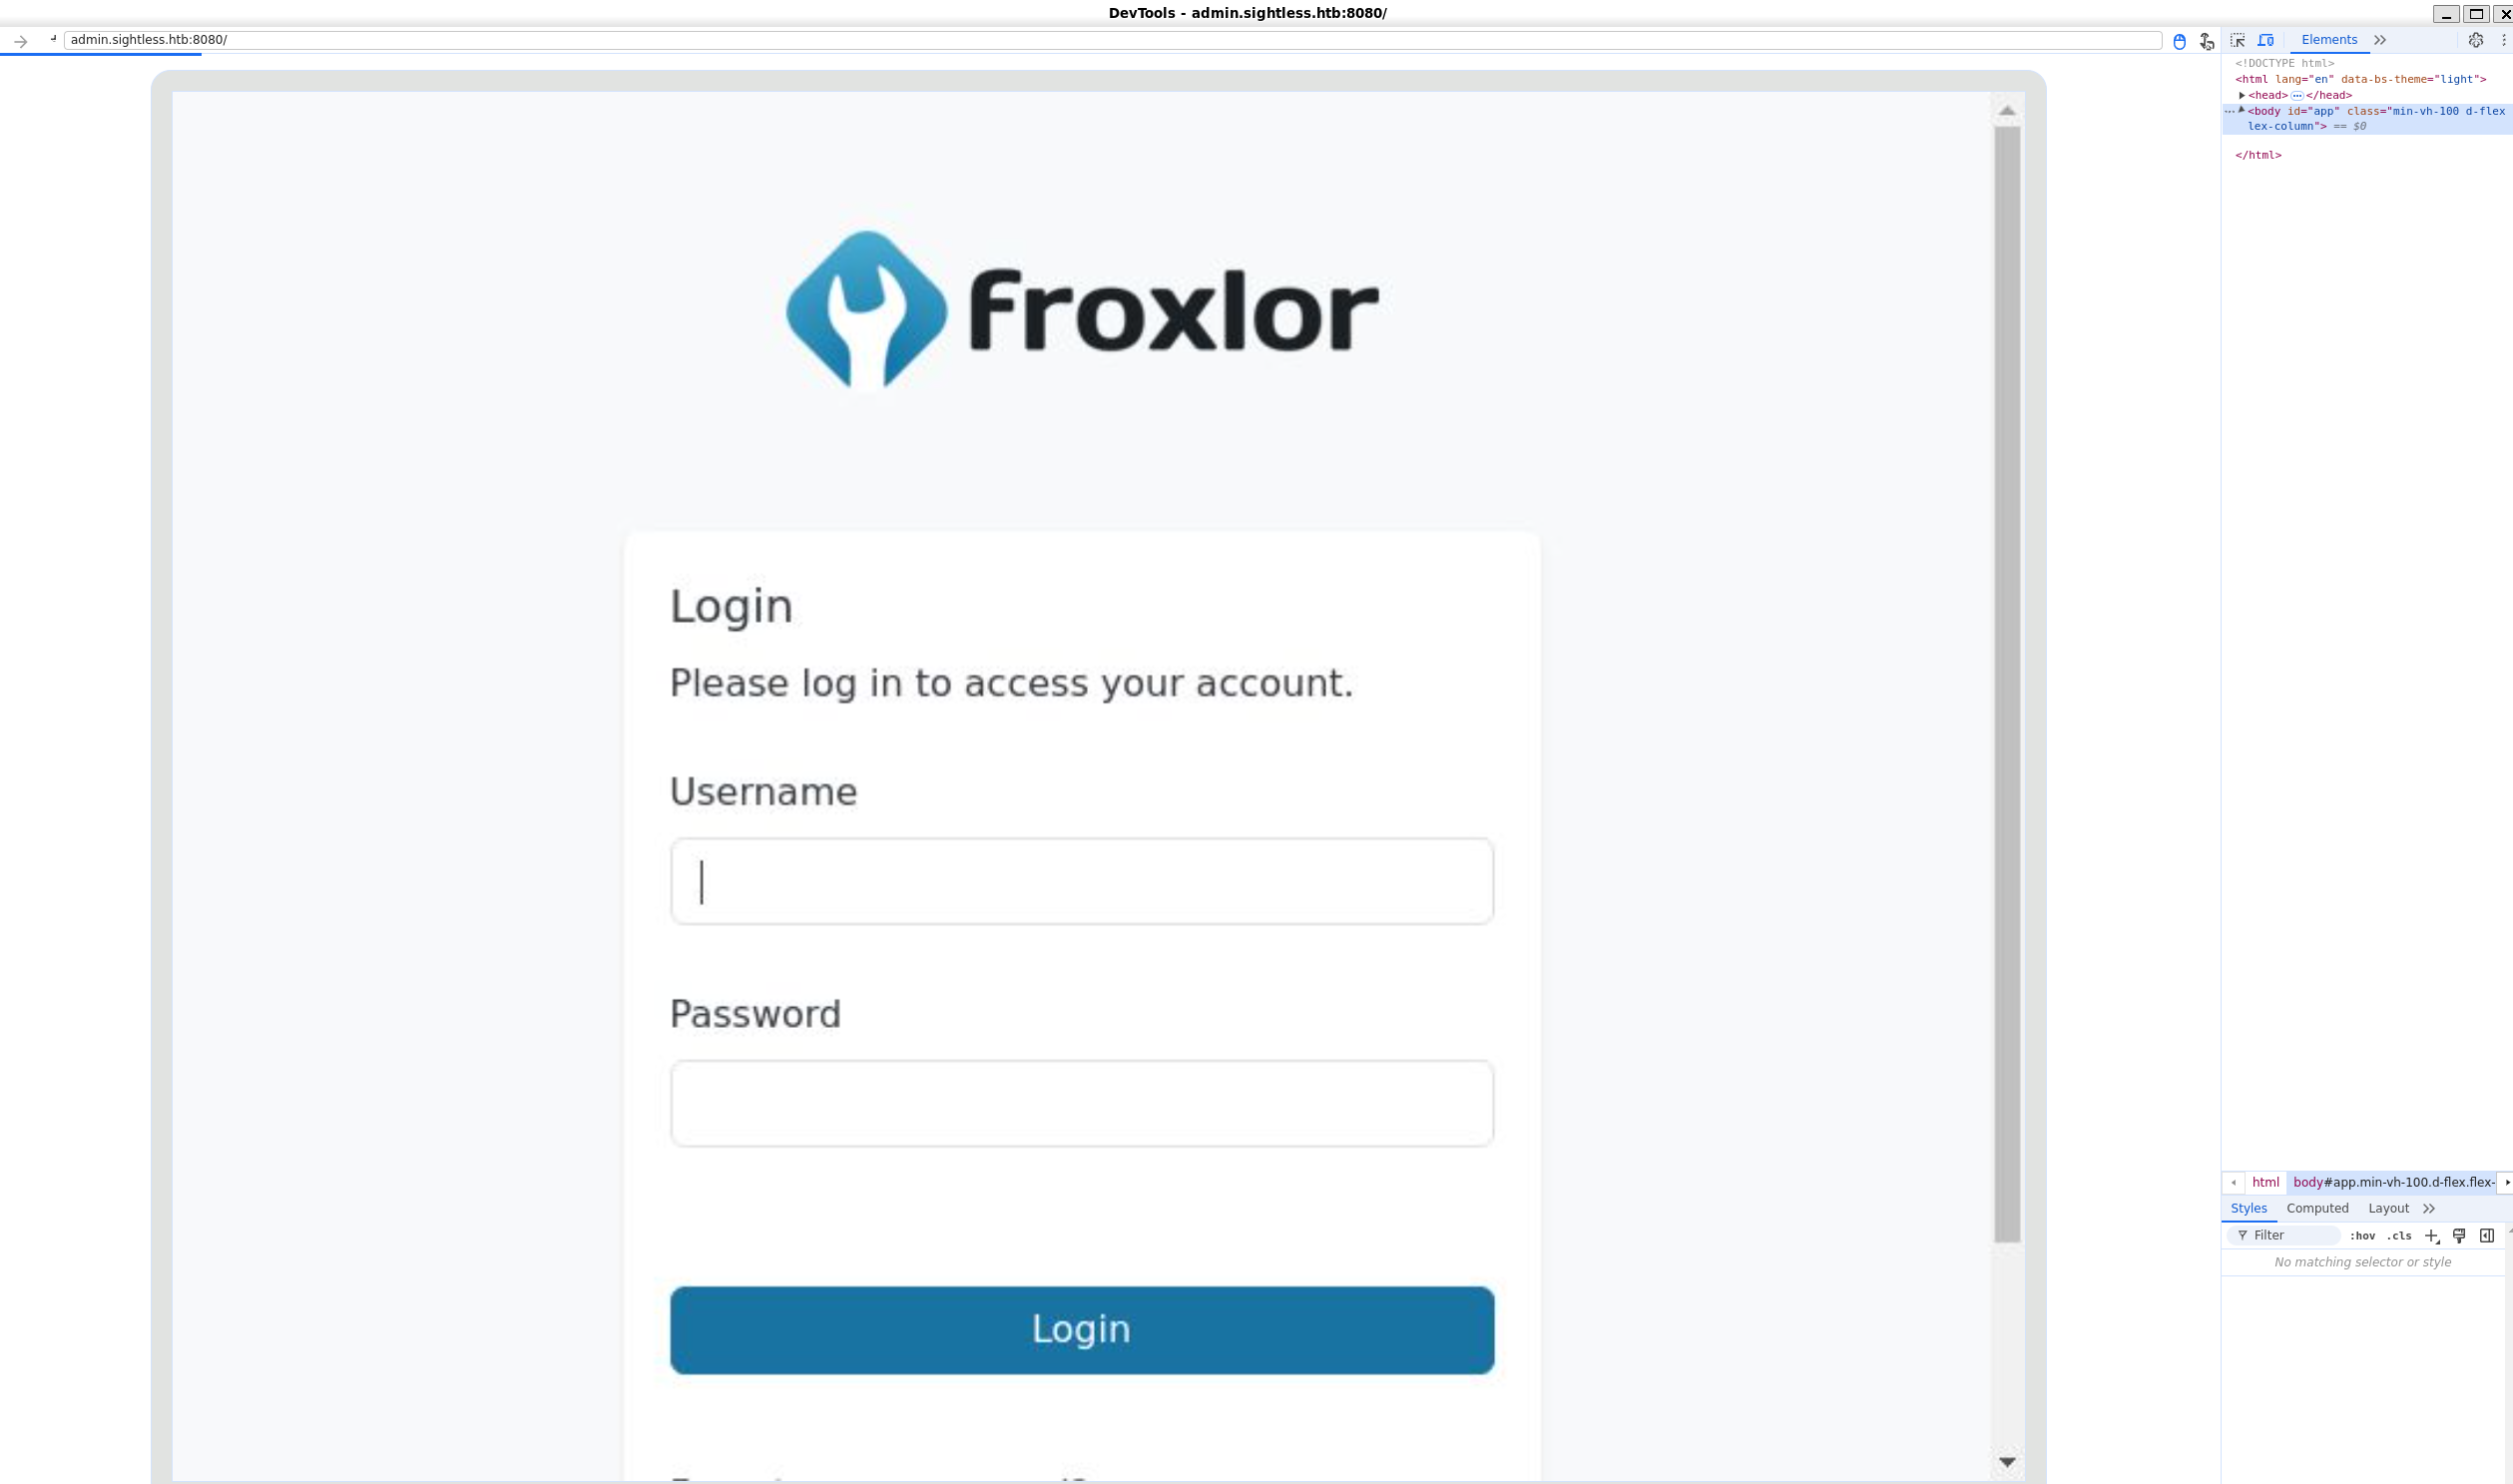 DevTools - admin.sightless.htb:8080/
admin.sightless.htb:8080/
Elements
<!DOCTYPE html>
<html lang="en" data-bs-theme="light">
<head> ⋯ </head>
<body id="app" class="min-vh-100 d-flex
lex-column"> == $0
</html>
froxlor
Login
Please log in to access your account.
Username
Password
Login
html body#app.min-vh-100.d-flex.flex-
Styles Computed Layout
Filter :hov .cls
No matching selector or style